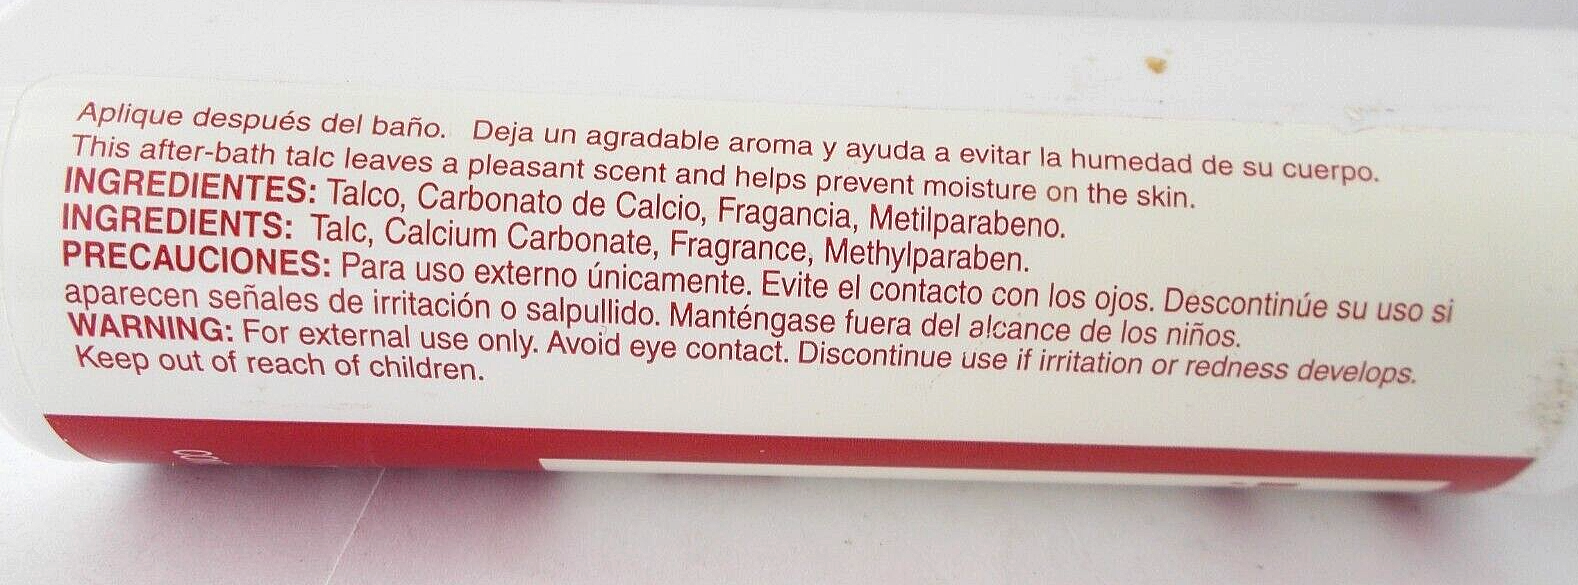 Aplique después del baño. Deja un agradable aroma y ayuda a evitar la humedad de su cuerpo.
This after-bath talc leaves a pleasant scent and helps prevent moisture on the skin.
INGREDIENTES: Talco, Carbonato de Calcio, Fragancia, Metilparabeno.
INGREDIENTS: Talc, Calcium Carbonate, Fragrance, Methylparaben.
PRECAUCIONES: Para uso externo únicamente. Evite el contacto con los ojos. Descontinúe su uso si
aparecen señales de irritación o salpullido. Manténgase fuera del alcance de los niños.
WARNING: For external use only. Avoid eye contact. Discontinue use if irritation or redness develops.
Keep out of reach of children.